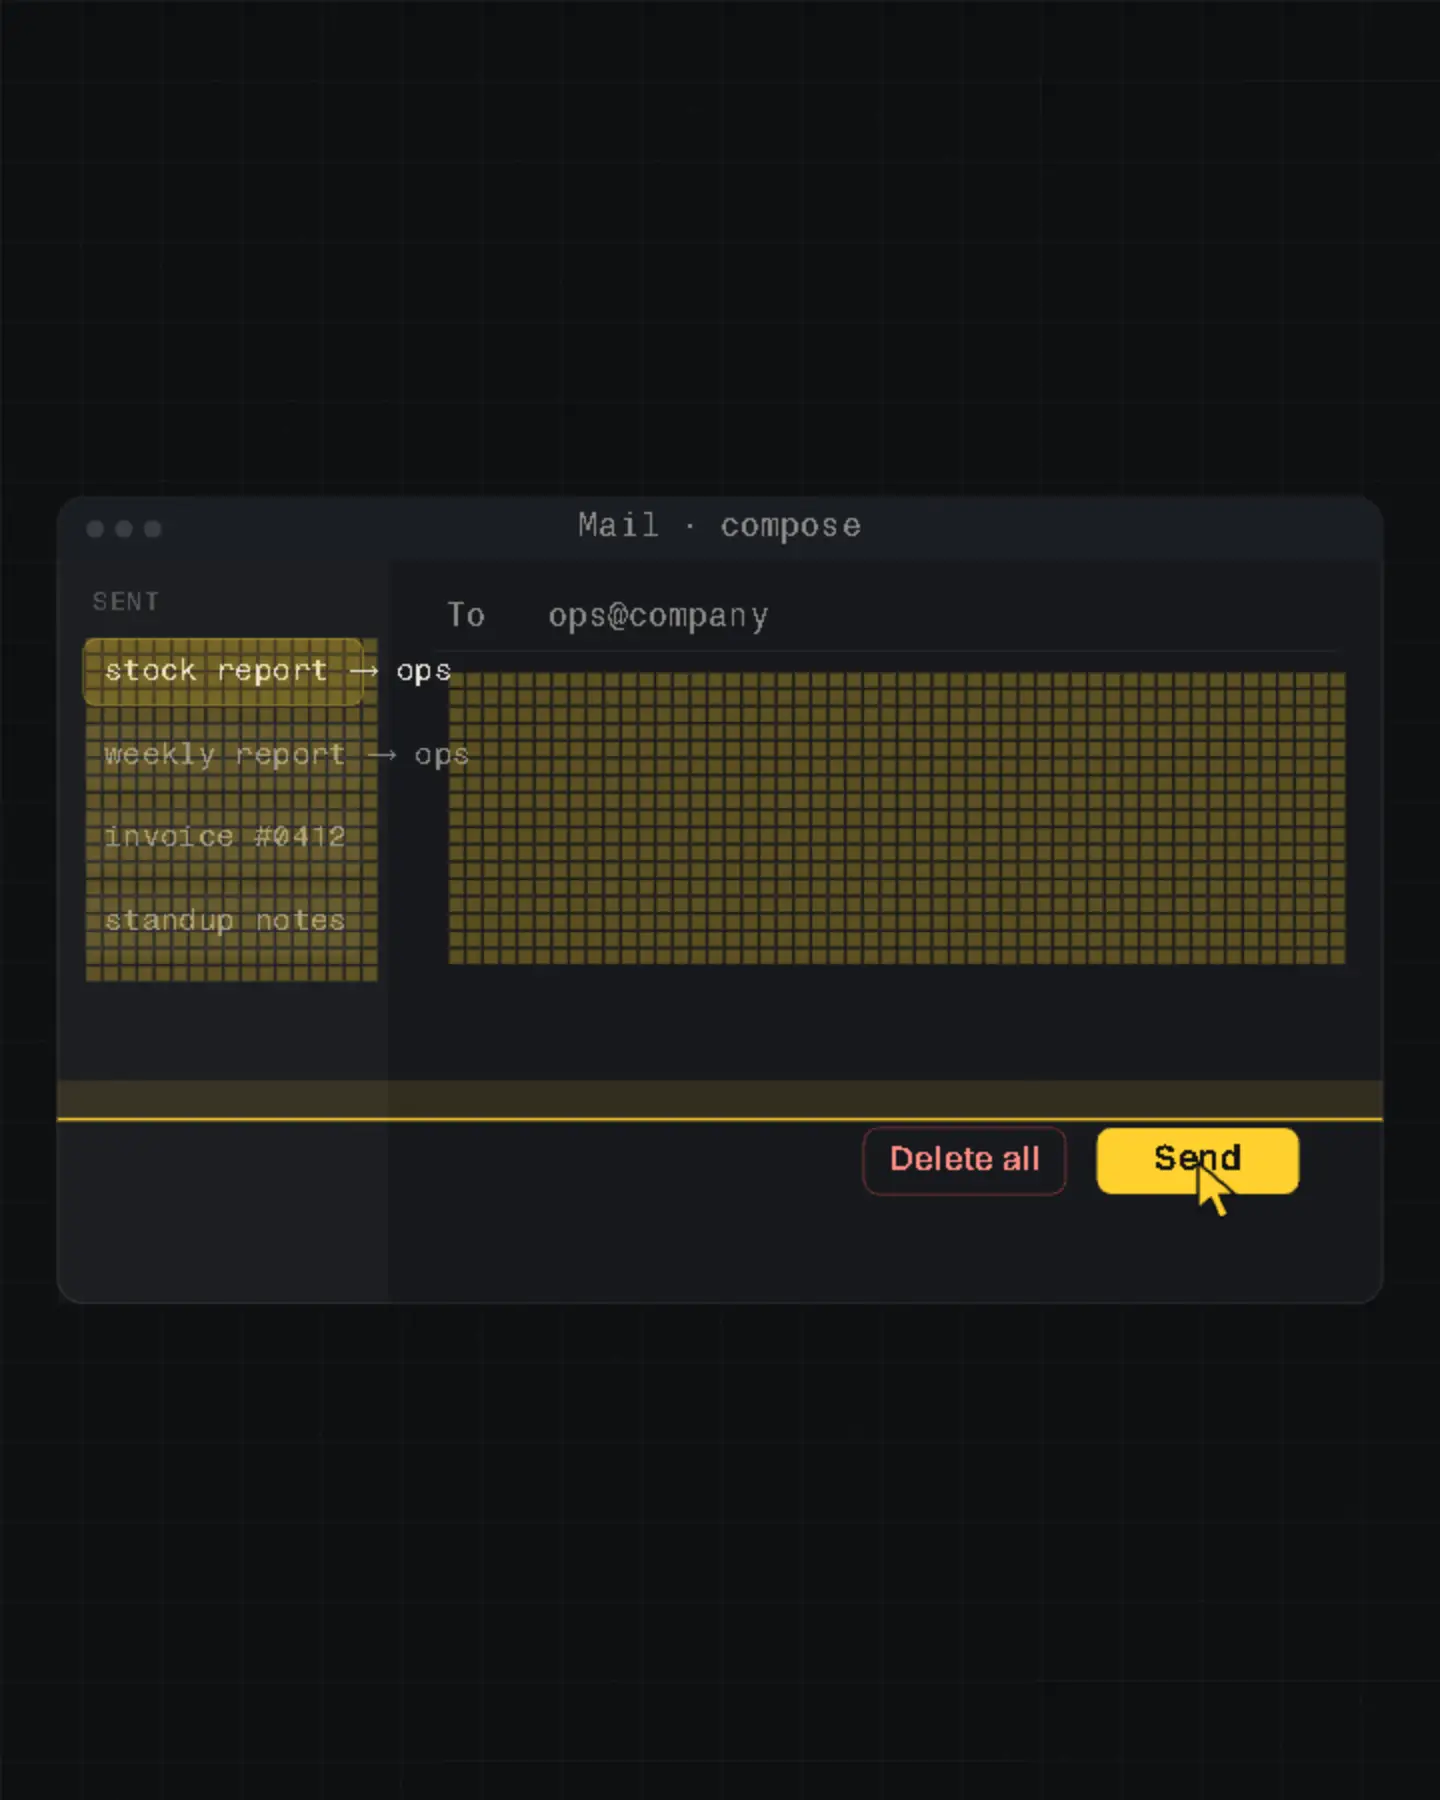 Mail · compose
SENT
stock report → ops
weekly report → ops
invoice #0412
standup notes
To ops@company
Delete all
Send